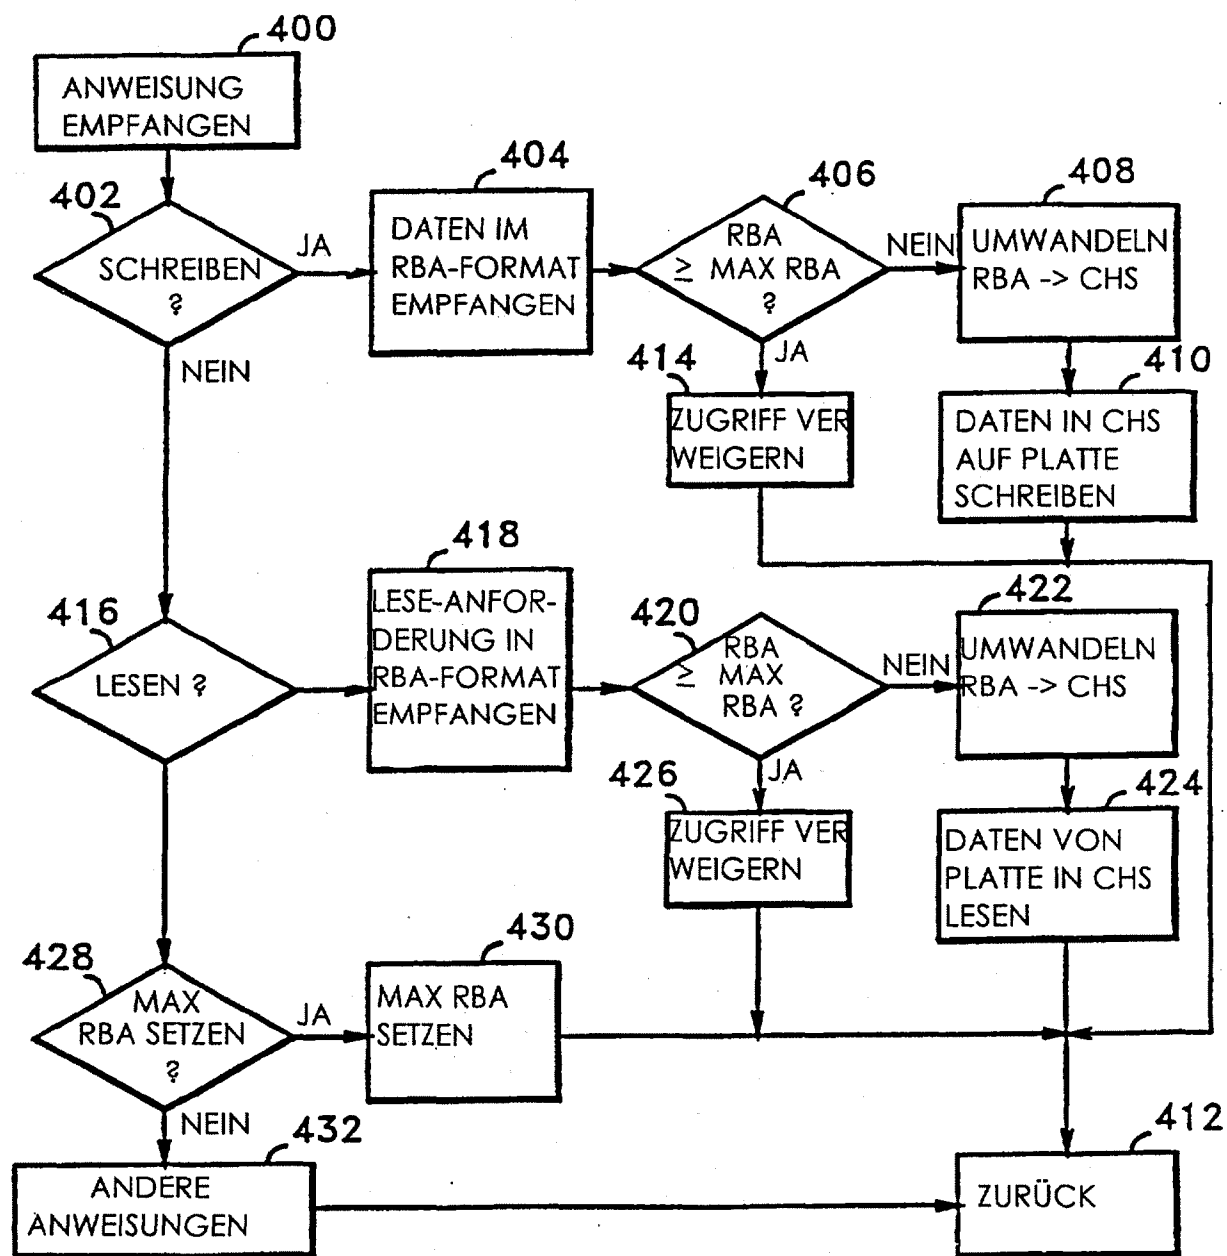 400
ANWEISUNG
EMPFANGEN
402
SCHREIBEN
?
JA
NEIN
404
DATEN IM
RBA-FORMAT
EMPFANGEN
406
RBA
≥ MAX RBA
?
NEIN
JA
408
UMWANDELN
RBA -> CHS
414
ZUGRIFF VER
WEIGERN
410
DATEN IN CHS
AUF PLATTE
SCHREIBEN
416
LESEN ?
418
LESE-ANFOR-
DERUNG IN
RBA-FORMAT
EMPFANGEN
420
RBA
≥ MAX
RBA ?
NEIN
JA
422
UMWANDELN
RBA -> CHS
426
ZUGRIFF VER
WEIGERN
424
DATEN VON
PLATTE IN CHS
LESEN
428
MAX
RBA SETZEN
?
JA
NEIN
430
MAX RBA
SETZEN
432
ANDERE
ANWEISUNGEN
412
ZURÜCK